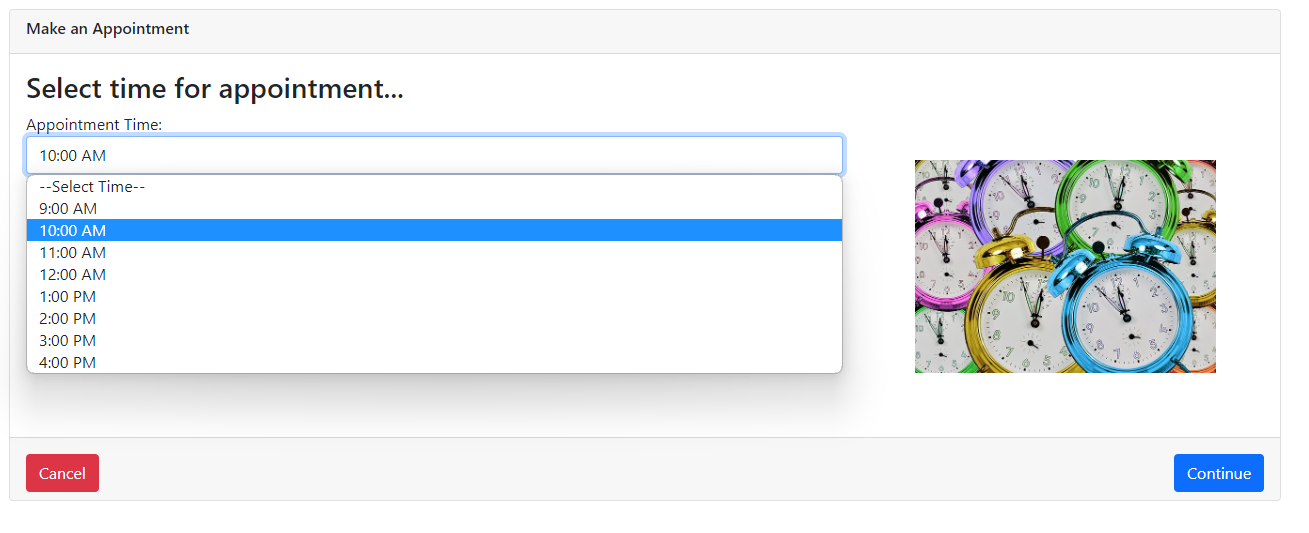 Make an Appointment
Select time for appointment...
Appointment Time:
10:00 AM
--Select Time--
9:00 AM
10:00 AM
11:00 AM
12:00 AM
1:00 PM
2:00 PM
3:00 PM
4:00 PM
Cancel
Continue